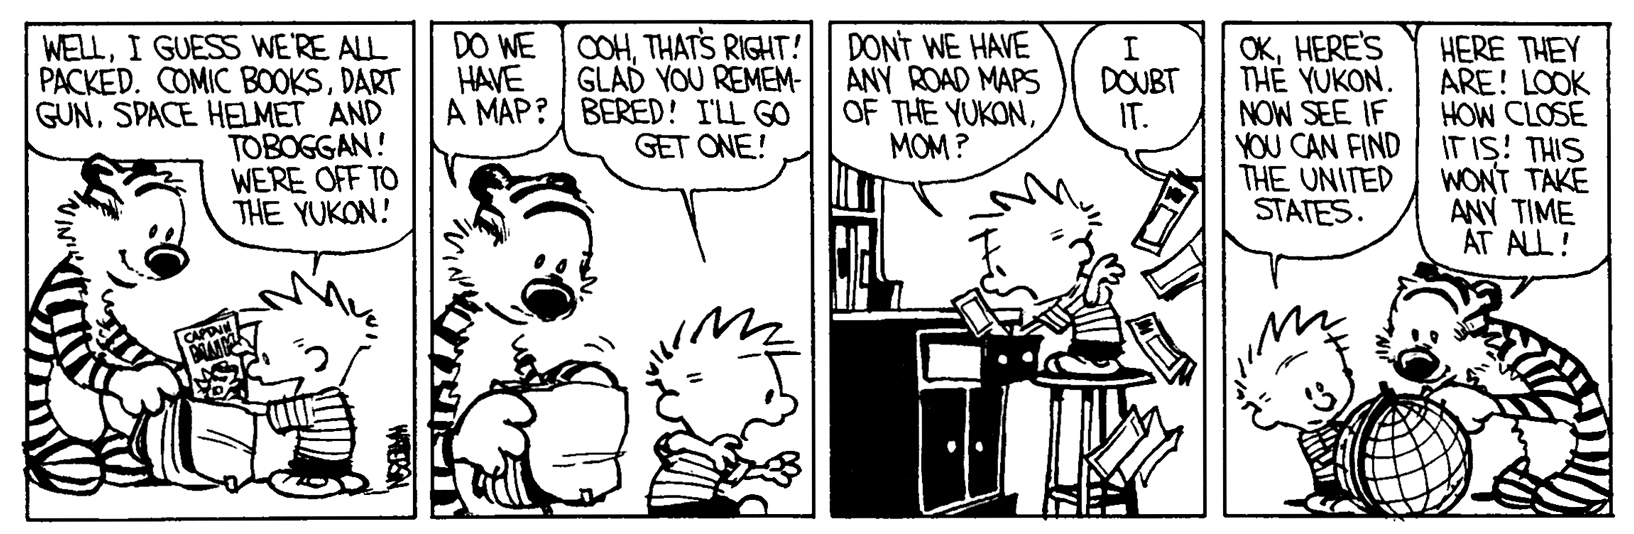 WELL, I GUESS WE'RE ALL
PACKED. COMIC BOOKS, DART
GUN, SPACE HELMET AND
TOBOGGAN!
WE'RE OFF TO
THE YUKON!
CAPTAIN
WATTERSON
DO WE
HAVE
A MAP?
OOH, THAT'S RIGHT!
GLAD YOU REMEM-
BERED! I'LL GO
GET ONE!
DON'T WE HAVE
ANY ROAD MAPS
OF THE YUKON,
MOM?
I
DOUBT
IT.
OK, HERE'S
THE YUKON.
NOW SEE IF
YOU CAN FIND
THE UNITED
STATES.
HERE THEY
ARE! LOOK
HOW CLOSE
IT IS! THIS
WON'T TAKE
ANY TIME
AT ALL!